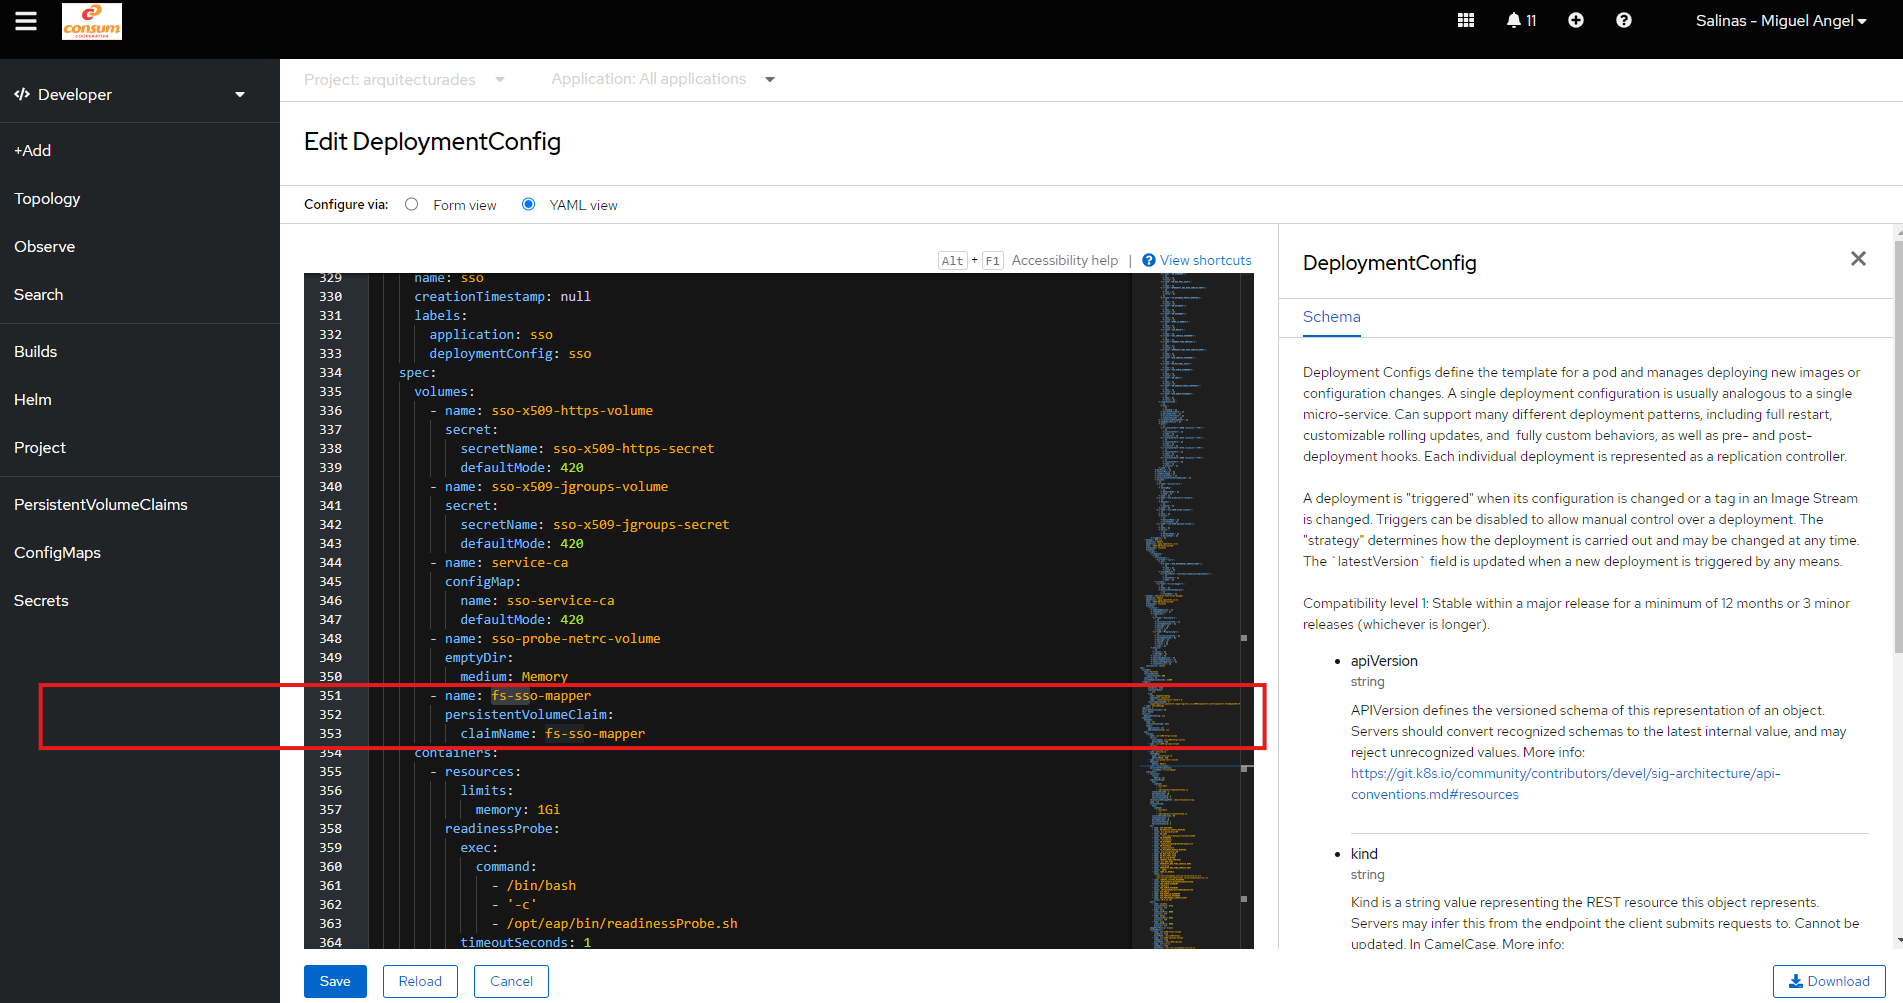 consum
COOPERATIVA
11
Salinas - Miguel Angel
Developer
+Add
Topology
Observe
Search
Builds
Helm
Project
PersistentVolumeClaims
ConfigMaps
Secrets
Project: arquitecturades
Application: All applications
Edit DeploymentConfig
Configure via:
Form view
YAML view
Alt + F1 Accessibility help | View shortcuts
329 name: sso
330 creationTimestamp: null
331 labels:
332 application: sso
333 deploymentConfig: sso
334 spec:
335 volumes:
336 - name: sso-x509-https-volume
337 secret:
338 secretName: sso-x509-https-secret
339 defaultMode: 420
340 - name: sso-x509-jgroups-volume
341 secret:
342 secretName: sso-x509-jgroups-secret
343 defaultMode: 420
344 - name: service-ca
345 configMap:
346 name: sso-service-ca
347 defaultMode: 420
348 - name: sso-probe-netrc-volume
349 emptyDir:
350 medium: Memory
351 - name: fs-sso-mapper
352 persistentVolumeClaim:
353 claimName: fs-sso-mapper
354 containers:
355 - resources:
356 limits:
357 memory: 1Gi
358 readinessProbe:
359 exec:
360 command:
361 - /bin/bash
362 - '-c'
363 - /opt/eap/bin/readinessProbe.sh
364 timeoutSeconds: 1
Save
Reload
Cancel
DeploymentConfig
Schema
Deployment Configs define the template for a pod and manages deploying new images or
configuration changes. A single deployment configuration is usually analogous to a single
micro-service. Can support many different deployment patterns, including full restart,
customizable rolling updates, and fully custom behaviors, as well as pre- and post-
deployment hooks. Each individual deployment is represented as a replication controller.
A deployment is "triggered" when its configuration is changed or a tag in an Image Stream
is changed. Triggers can be disabled to allow manual control over a deployment. The
"strategy" determines how the deployment is carried out and may be changed at any time.
The `latestVersion` field is updated when a new deployment is triggered by any means.
Compatibility level 1: Stable within a major release for a minimum of 12 months or 3 minor
releases (whichever is longer).
• apiVersion
string
APIVersion defines the versioned schema of this representation of an object.
Servers should convert recognized schemas to the latest internal value, and may
reject unrecognized values. More info:
https://git.k8s.io/community/contributors/devel/sig-architecture/api-
conventions.md#resources
• kind
string
Kind is a string value representing the REST resource this object represents.
Servers may infer this from the endpoint the client submits requests to. Cannot be
updated. In CamelCase. More info:
Download